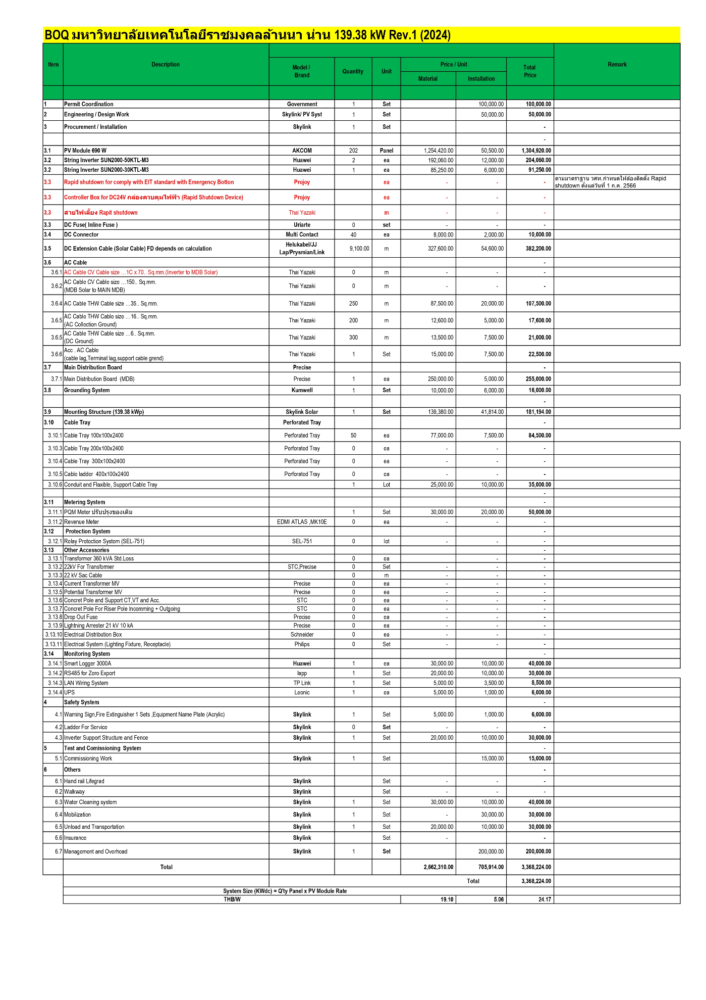 BOQ มหาวิทยาลัยเทคโนโลยีราชมงคลล้านนา น่าน 139.38 kW Rev.1 (2024)
Item Description Model / Brand Quantity Unit Price / Unit Material Installation Total Price Remark
1 Permit Coordination Government 1 Set 100,000.00 100,000.00
2 Engineering / Design Work Skylink/ PV Syst 1 Set 50,000.00 50,000.00
3 Procurement / Installation Skylink 1 Set -
-
3.1 PV Module 690 W AKCOM 202 Panel 1,254,420.00 50,500.00 1,304,920.00
3.2 String Inverter SUN2000-50KTL-M3 Huawei 2 ea 192,060.00 12,000.00 204,060.00
3.2 String Inverter SUN2000-30KTL-M3 Huawei 1 ea 85,250.00 6,000.00 91,250.00
3.3 Rapid shutdown for comply with EIT standard with Emergency Botton Projoy ea - - - ตามมาตราฐาน วศท.กำหนดให้ต้องติดตั้ง Rapid
shutdown ตั้งแต่วันที่ 1 ก.ค. 2566
3.3 Controller Box for DC24V กล่องควบคุมไฟฟ้า (Rapid Shutdown Device) Projoy ea - - -
3.3 สายไฟเลี้ยง Rapit shutdown Thai Yazaki m - - -
3.3 DC Fuse( Inline Fuse ) Uriarte 0 set - - -
3.4 DC Connector Multi Contact 40 ea 8,000.00 2,000.00 10,000.00
3.5 DC Extension Cable (Solar Cable) FD depends on calculation Helukabel/JJ
Lap/Prysmian/Link 9,100.00 m 327,600.00 54,600.00 382,200.00
3.6 AC Cable -
3.6.1 AC Cable CV Cable size …1C x 70.. Sq.mm.(Inverter to MDB Solar) Thai Yazaki 0 m - - -
3.6.2 AC Cable CV Cable size …150.. Sq.mm.
(MDB Solar to MAIN MDB) Thai Yazaki 0 m - - -
3.6.4 AC Cable THW Cable size …35.. Sq.mm. Thai Yazaki 250 m 87,500.00 20,000.00 107,500.00
3.6.5 AC Cable THW Cable size …16.. Sq.mm.
(AC Collection Ground) Thai Yazaki 200 m 12,600.00 5,000.00 17,600.00
3.6.5 AC Cable THW Cable size …6.. Sq.mm.
(DC Ground) Thai Yazaki 300 m 13,500.00 7,500.00 21,000.00
3.6.6 Acc . AC Cable
(cable lag,Terminat lag,support cable grend) Thai Yazaki 1 Set 15,000.00 7,500.00 22,500.00
3.7 Main Distribution Board Precise -
3.7.1 Main Distribution Board (MDB) Precise 1 ea 250,000.00 5,000.00 255,000.00
3.8 Grounding System Kumwell 1 Set 10,000.00 6,000.00 16,000.00
-
3.9 Mounting Structure (139.38 kWp) Skylink Solar 1 Set 139,380.00 41,814.00 181,194.00
3.10 Cable Tray Perforated Tray -
3.10.1 Cable Tray 100x100x2400 Perforated Tray 50 ea 77,000.00 7,500.00 84,500.00
3.10.3 Cable Tray 200x100x2400 Perforated Tray 0 ea - - -
3.10.4 Cable Tray 300x100x2400 Perforated Tray 0 ea - - -
3.10.5 Cable ladder 400x100x2400 Perforated Tray 0 ea - - -
3.10.6 Conduit and Flaxible, Support Cable Tray 1 Lot 25,000.00 10,000.00 35,000.00
-
3.11 Metering System -
3.11.1 PQM Meter ปรับปรุงของเดิม 1 Set 30,000.00 20,000.00 50,000.00
3.11.2 Revenue Meter EDMI ATLAS ,MK10E 0 ea - - -
3.12 Protection System -
3.12.1 Relay Protection System (SEL-751) SEL-751 0 lot - - -
3.13 Other Accessories -
3.13.1 Transformer 360 kVA Std.Loss 0 ea - -
3.13.2 22kV For Transformer STC,Precise 0 Set - - -
3.13.3 22 kV Sac Cable 0 m - - -
3.13.4 Current Transformer MV Precise 0 ea - - -
3.13.5 Potential Transformer MV Precise 0 ea - - -
3.13.6 Concret Pole and Support CT,VT and Acc. STC 0 ea - - -
3.13.7 Concret Pole For Riser Pole Incomming + Outgoing STC 0 ea - - -
3.13.8 Drop Out Fuse Precise 0 ea - - -
3.13.9 Lightning Arrester 21 kV 10 kA Precise 0 ea - - -
3.13.10 Electrical Distribution Box Schneider 0 ea - - -
3.13.11 Electrical System (Lighting Fixture, Receptacle) Philips 0 Set - - -
3.14 Monitoring System -
3.14.1 Smart Logger 3000A Huawei 1 ea 30,000.00 10,000.00 40,000.00
3.14.2 RS485 for Zero Export lapp 1 Set 20,000.00 10,000.00 30,000.00
3.14.3 LAN Wiring System TP Link 1 Set 5,000.00 3,500.00 8,500.00
3.14.4 UPS Leonic 1 ea 5,000.00 1,000.00 6,000.00
4 Safety System -
4.1 Warning Sign,Fire Extinguisher 1 Sets ,Equipment Name Plate (Acrylic) Skylink 1 Set 5,000.00 1,000.00 6,000.00
4.2 Ladder For Service Skylink 0 Set - - -
4.3 Inverter Support Structure and Fence Skylink 1 Set 20,000.00 10,000.00 30,000.00
5 Test and Comissioning System -
5.1 Commissioning Work Skylink 1 Set 15,000.00 15,000.00
6 Others -
6.1 Hand rail Lifegrad Skylink Set - - -
6.2 Walkway Skylink Set - - -
6.3 Water Cleaning system Skylink 1 Set 30,000.00 10,000.00 40,000.00
6.4 Mobilization Skylink 1 Set - 30,000.00 30,000.00
6.5 Unload and Transportation Skylink 1 Set 20,000.00 10,000.00 30,000.00
6.6 Insurance Skylink Set - -
6.7 Management and Overhead Skylink 1 Set 200,000.00 200,000.00
Total 2,662,310.00 705,914.00 3,368,224.00
Total 3,368,224.00
System Size (KWdc) = Q'ty Panel x PV Module Rate
THB/W 19.10 5.06 24.17